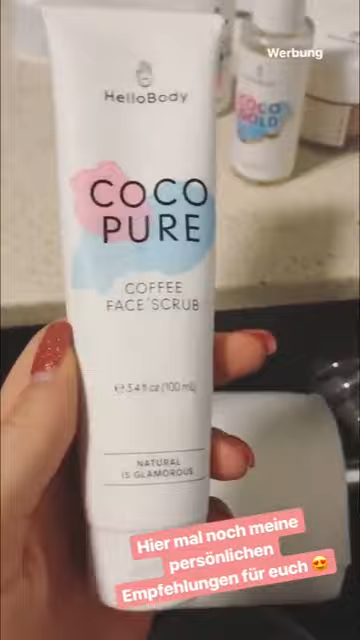 Werbung
HelloBody
COCO
GOLD
COCO
PURE
COFFEE
FACE SCRUB
℮ 3.4 fl oz (100 mL)
NATURAL
IS GLAMOROUS
Hier mal noch meine
persönlichen
Empfehlungen für euch 😍